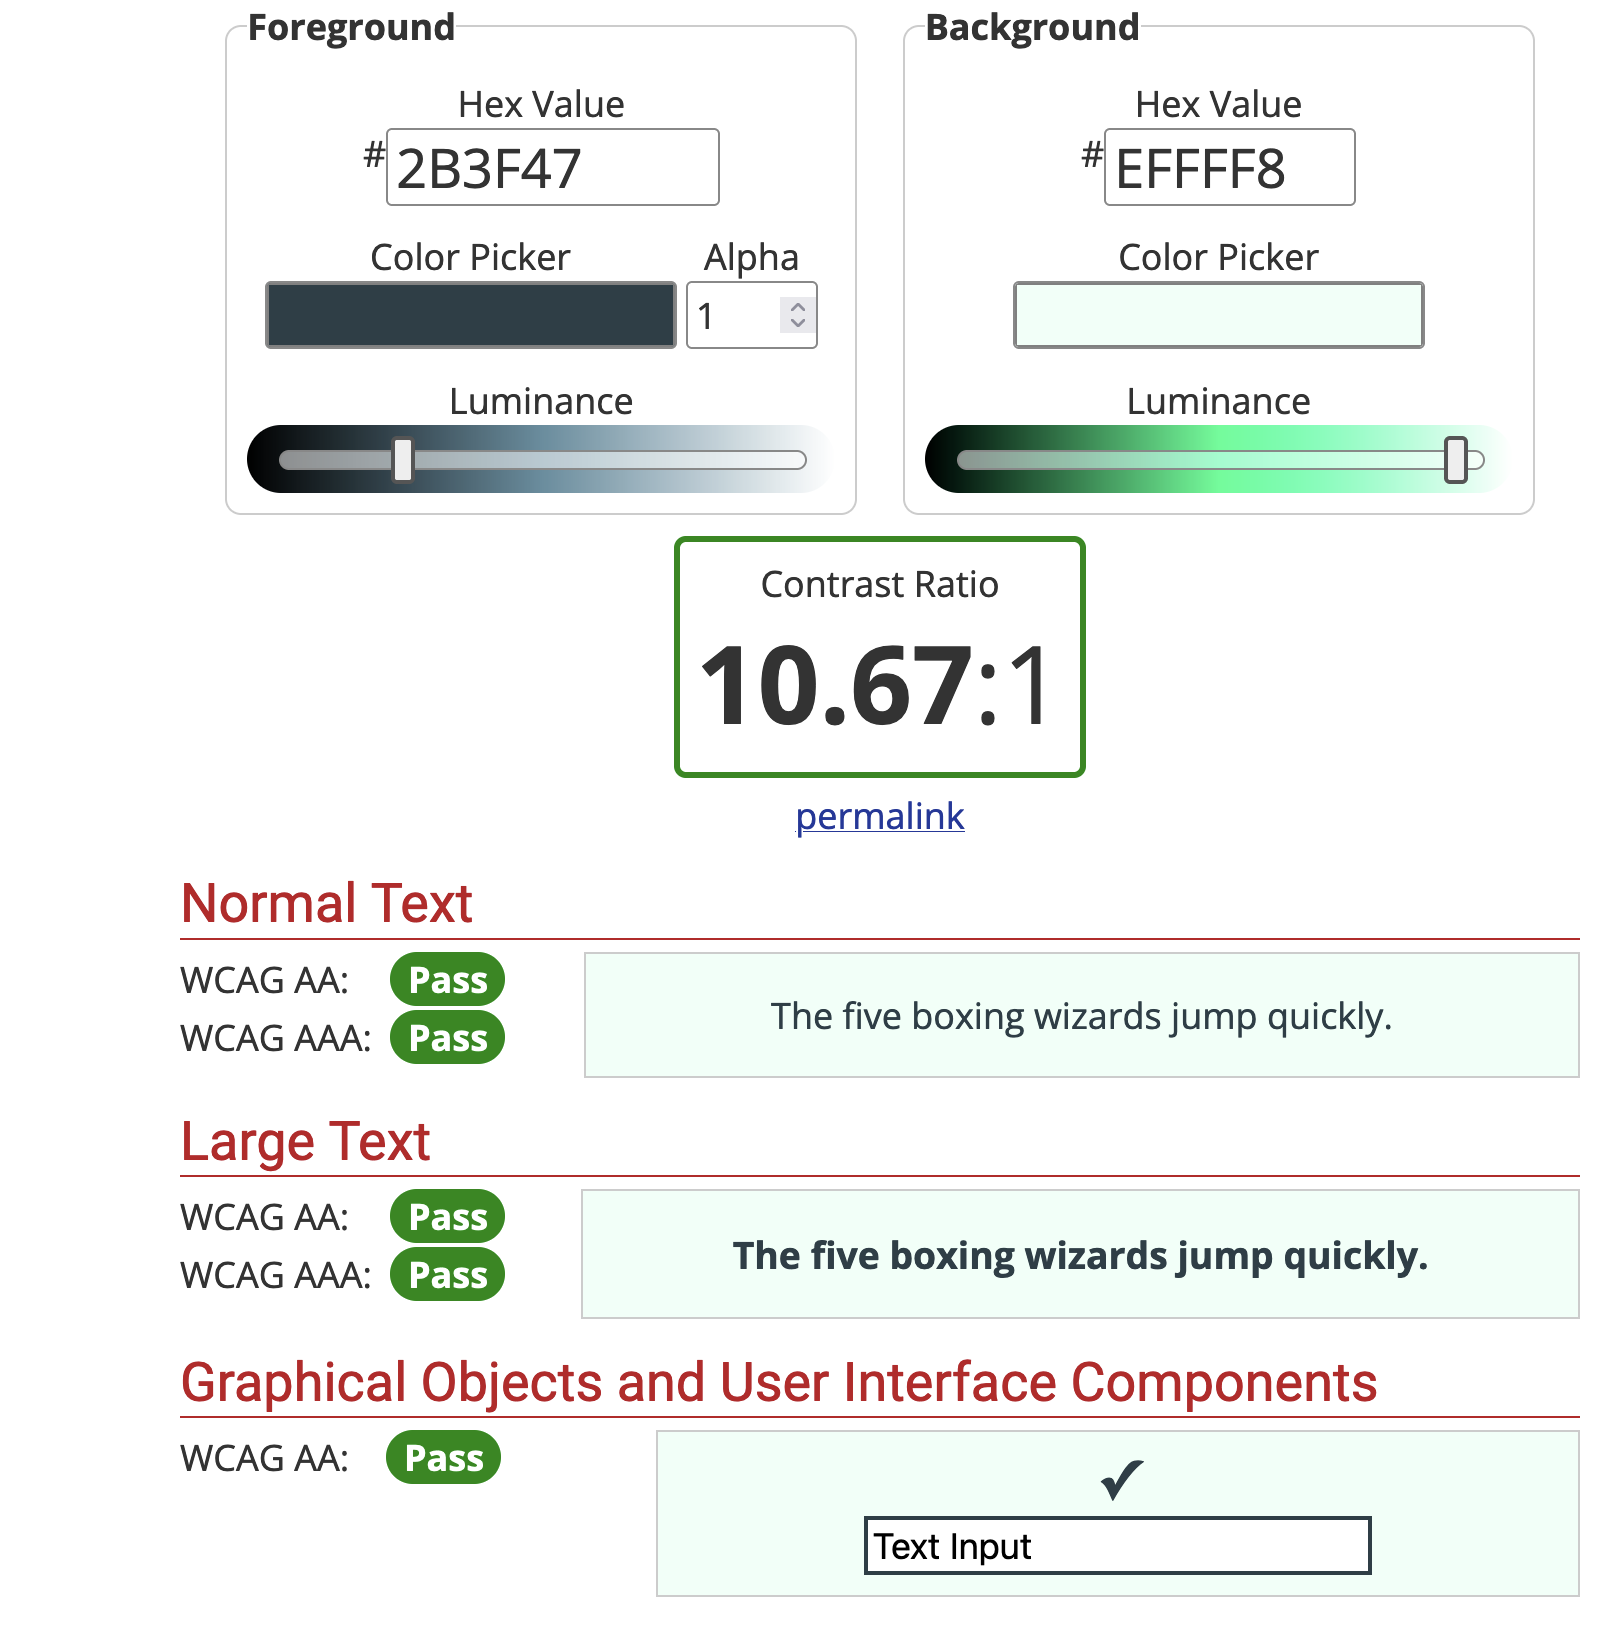 Foreground
Hex Value
#2B3F47
Color Picker
Alpha
1
Luminance
Background
Hex Value
#EFFFF8
Color Picker
Luminance
Contrast Ratio
10.67:1
permalink
Normal Text
WCAG AA: Pass
WCAG AAA: Pass
The five boxing wizards jump quickly.
Large Text
WCAG AA: Pass
WCAG AAA: Pass
The five boxing wizards jump quickly.
Graphical Objects and User Interface Components
WCAG AA: Pass
✓
Text Input